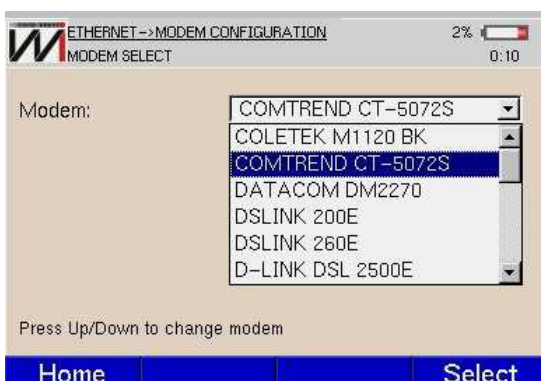 ETHERNET->MODEM CONFIGURATION 2%
MODEM SELECT 0:10
Modem: COMTREND CT-5072S
COLETEK M1120 BK
COMTREND CT-5072S
DATACOM DM2270
DSLINK 200E
DSLINK 260E
D-LINK DSL 2500E
Press Up/Down to change modem
Home Select